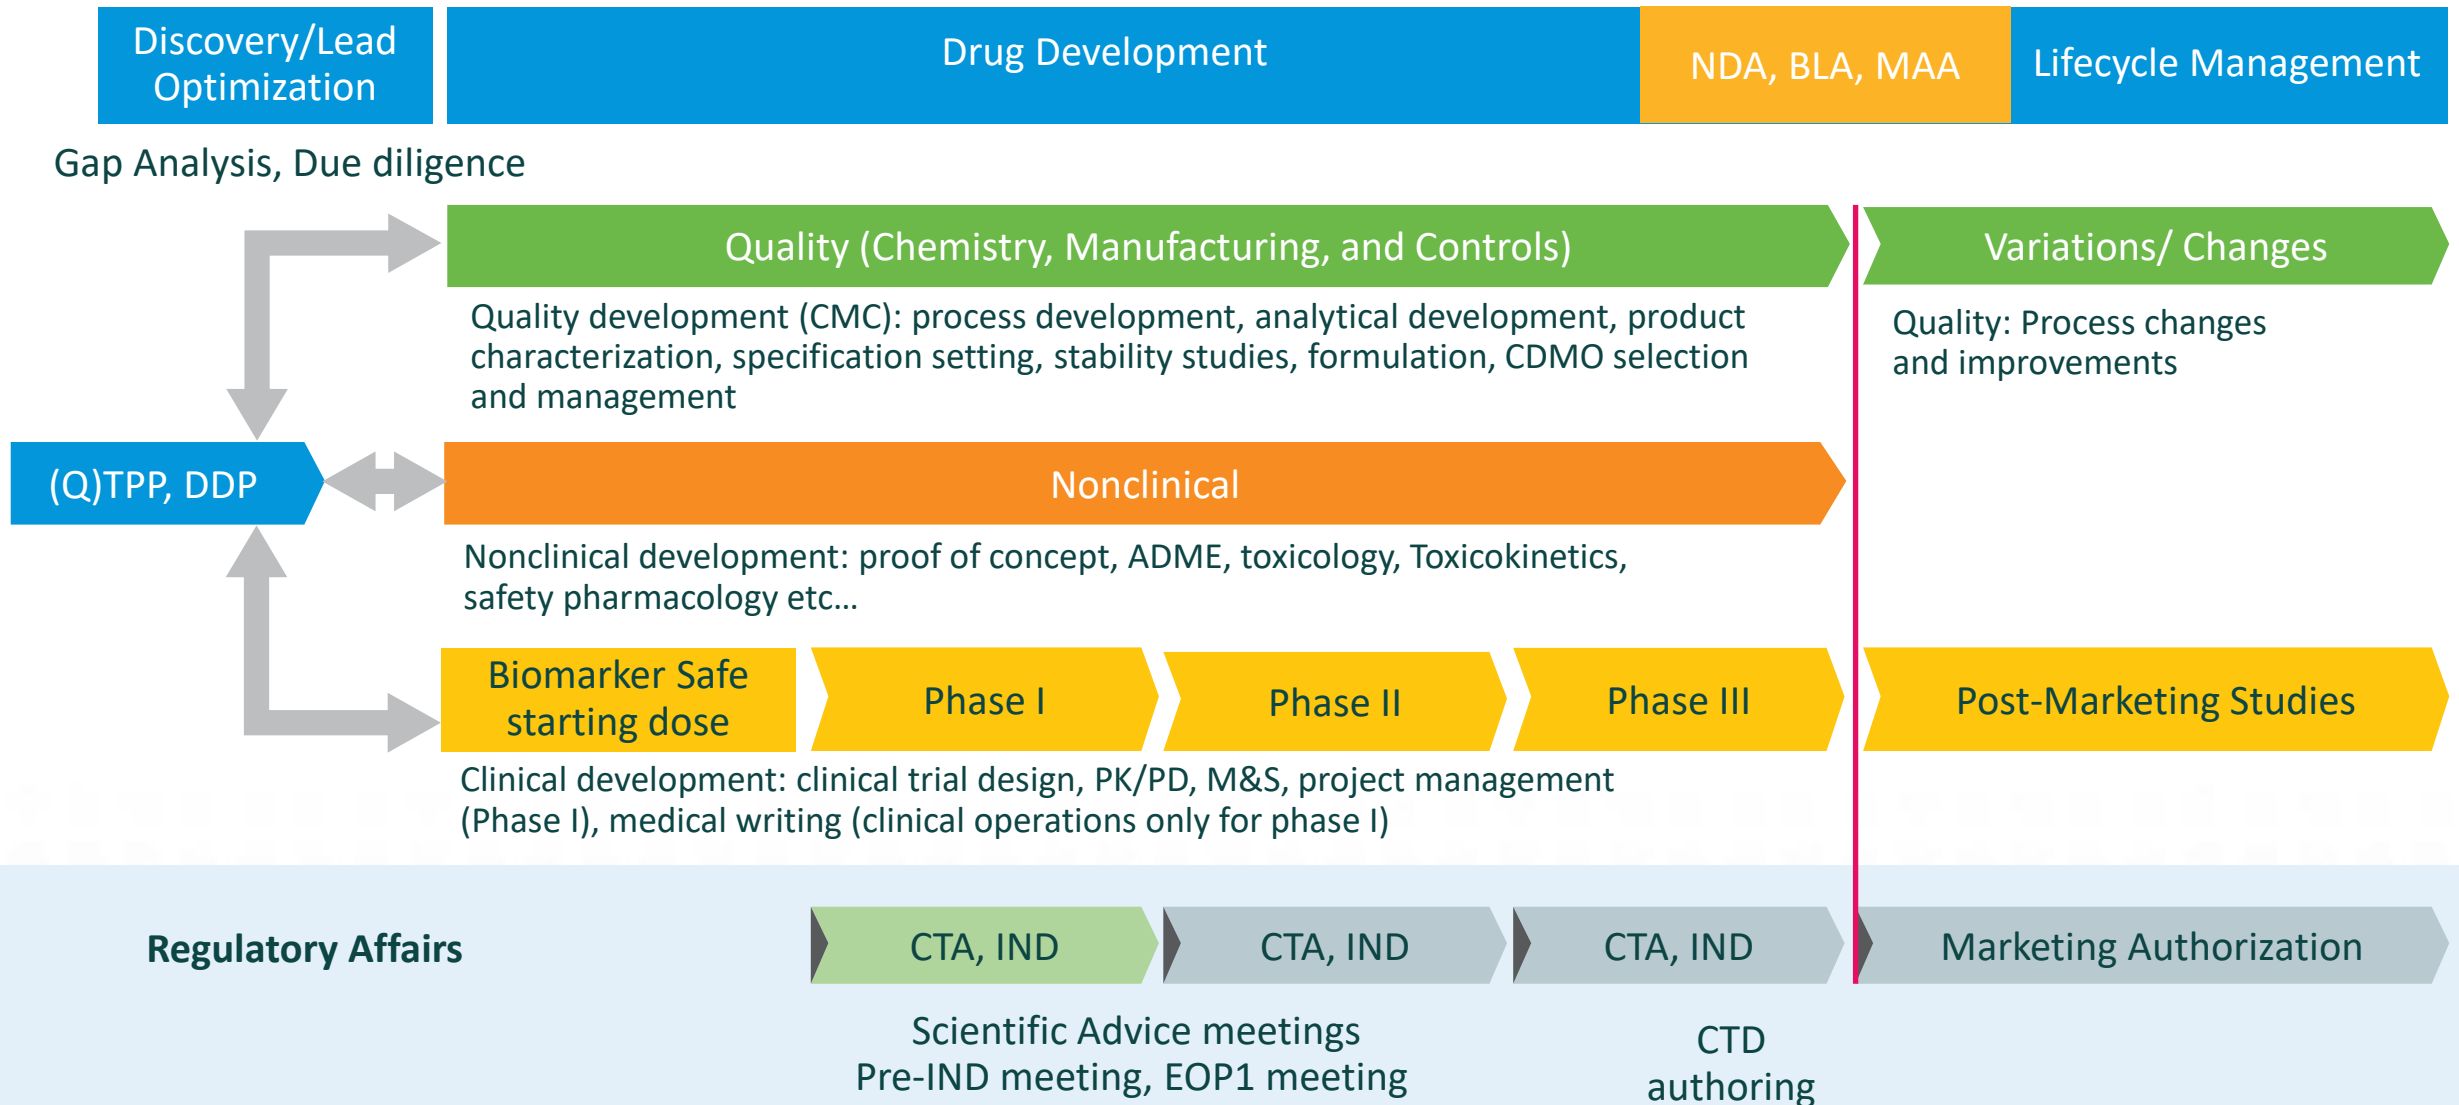 Discovery/Lead
Optimization
Drug Development
NDA, BLA, MAA
Lifecycle Management
Gap Analysis, Due diligence
Quality (Chemistry, Manufacturing, and Controls)
Variations/ Changes
Quality development (CMC): process development, analytical development, product
characterization, specification setting, stability studies, formulation, CDMO selection
and management
Quality: Process changes
and improvements
(Q)TPP, DDP
Nonclinical
Nonclinical development: proof of concept, ADME, toxicology, Toxicokinetics,
safety pharmacology etc…
Biomarker Safe
starting dose
Phase I
Phase II
Phase III
Post-Marketing Studies
Clinical development: clinical trial design, PK/PD, M&S, project management
(Phase I), medical writing (clinical operations only for phase I)
Regulatory Affairs
CTA, IND
CTA, IND
CTA, IND
Marketing Authorization
Scientific Advice meetings
Pre-IND meeting, EOP1 meeting
CTD
authoring